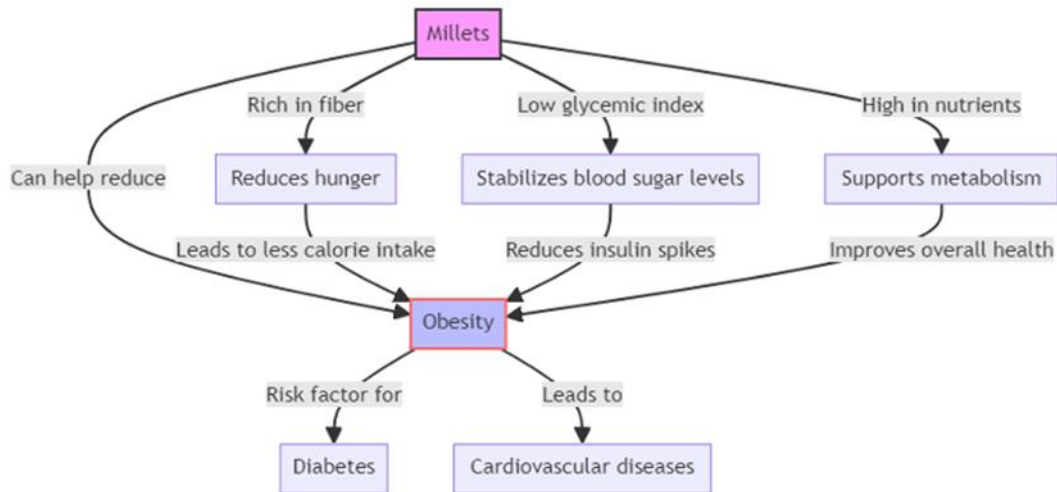 Millets
Rich in fiber
Low glycemic index
High in nutrients
Can help reduce
Reduces hunger
Stabilizes blood sugar levels
Supports metabolism
Leads to less calorie intake
Reduces insulin spikes
Improves overall health
Obesity
Risk factor for
Leads to
Diabetes
Cardiovascular diseases